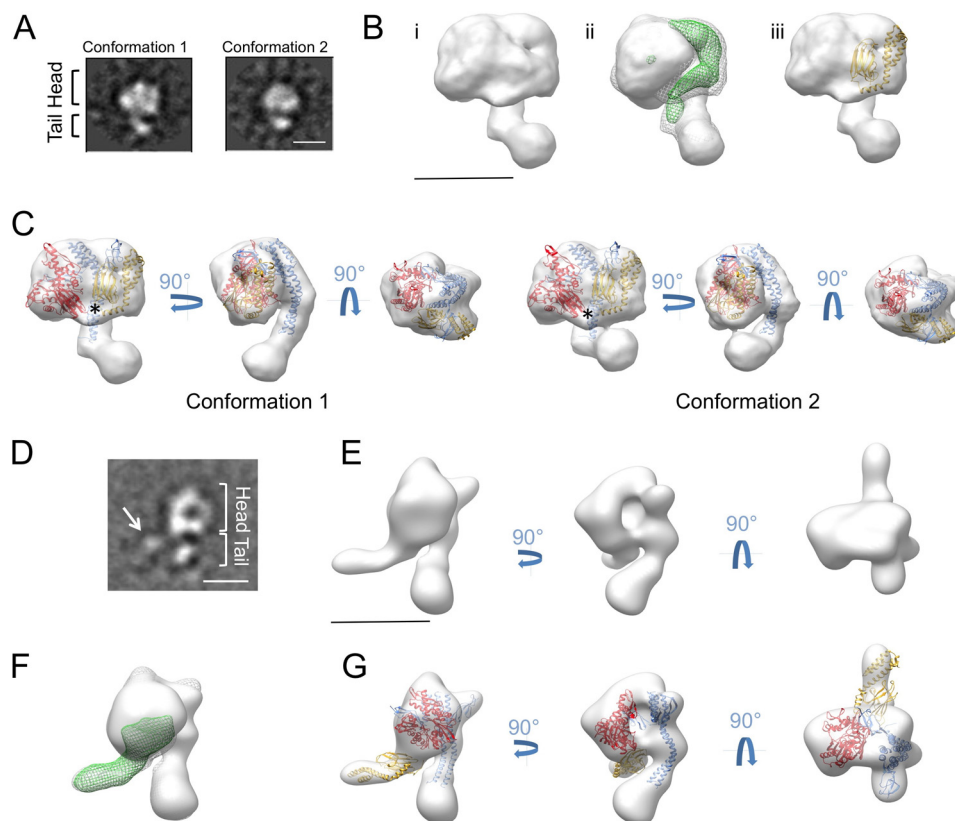 A
Conformation 1
Conformation 2
Head
Tail
B
i
ii
iii
C
90°
90°
90°
90°
*
*
Conformation 1
Conformation 2
D
Head
Tail
E
90°
90°
F
G
90°
90°